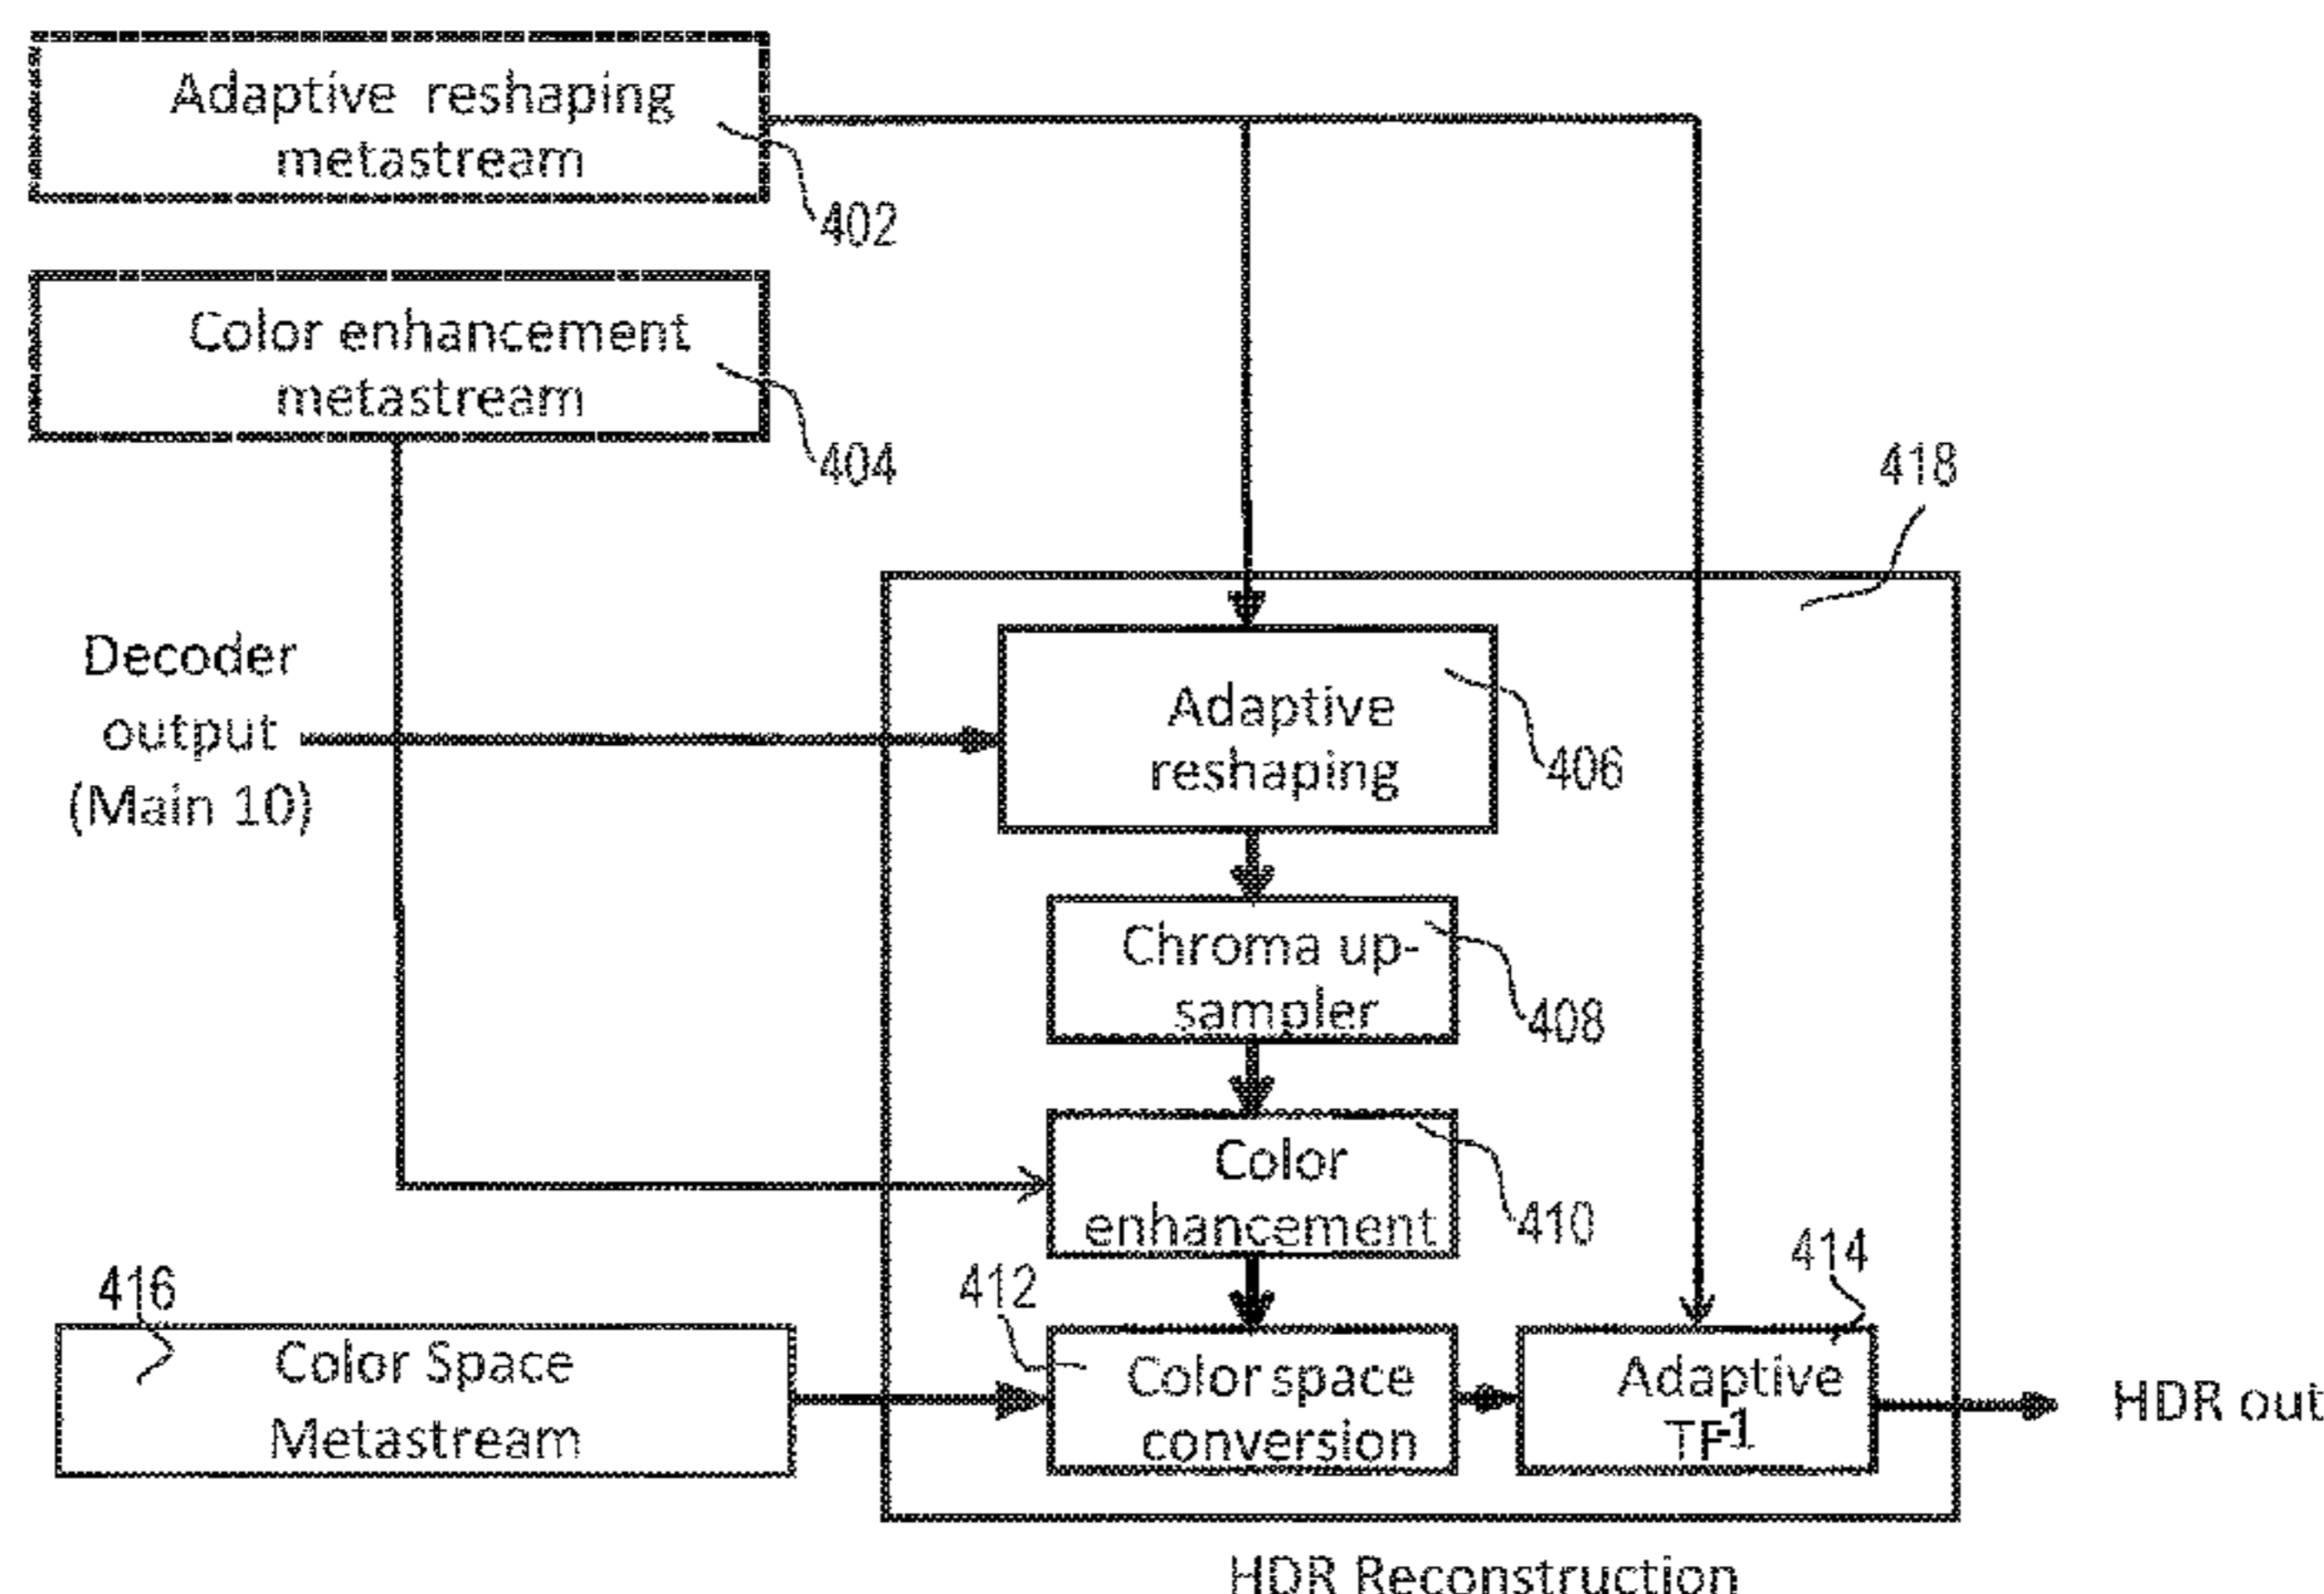 Adaptive reshaping
metastream
402
Color enhancement
metastream
404
418
Decoder
output
(Main 10)
Adaptive
reshaping
406
Chroma up-
sampler
408
Color
enhancement
410
416
Color Space
Metastream
412
Color space
conversion
414
Adaptive
TF-1
HDR out
HDR Reconstruction